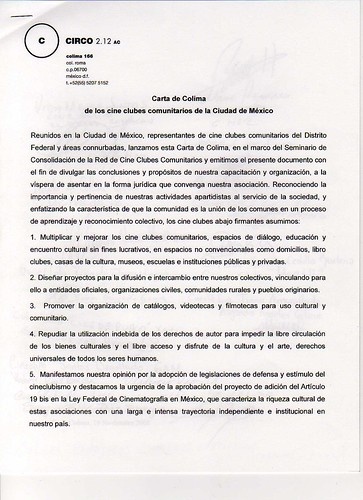 C
CIRCO 2.12 AC
colima 166
col. roma
c.p.06700
méxico d.f.
t.+52(55) 5207 5152
Carta de Colima
de los cine clubes comunitarios de la Ciudad de México
Reunidos en la Ciudad de México, representantes de cine clubes comunitarios del Distrito
Federal y áreas connurbadas, lanzamos esta Carta de Colima, en el marco del Seminario de
Consolidación de la Red de Cine Clubes Comunitarios y emitimos el presente documento con
el fin de divulgar las conclusiones y propósitos de nuestra capacitación y organización, a la
víspera de asentar en la forma jurídica que convenga nuestra asociación. Reconociendo la
importancia y pertinencia de nuestras actividades apartidistas al servicio de la sociedad, y
enfatizando la característica de que la comunidad es la unión de los comunes en un proceso
de aprendizaje y reconocimiento colectivo, los cine clubes abajo firmantes asumimos:
1. Multiplicar y mejorar los cine clubes comunitarios, espacios de diálogo, educación y
encuentro cultural sin fines lucrativos, en espacios no convencionales como domicilios, libro
clubes, casas de la cultura, museos, escuelas e instituciones públicas y privadas.
2. Diseñar proyectos para la difusión e intercambio entre nuestros colectivos, vinculando para
ello a entidades oficiales, organizaciones civiles, comunidades rurales y pueblos originarios.
3. Promover la organización de catálogos, videotecas y filmotecas para uso cultural y
comunitario.
4. Repudiar la utilización indebida de los derechos de autor para impedir la libre circulación
de los bienes culturales y el libre acceso y disfrute de la cultura y el arte, derechos
universales de todos los seres humanos.
5. Manifestamos nuestra opinión por la adopción de legislaciones de defensa y estímulo del
cineclubismo y destacamos la urgencia de la aprobación del proyecto de adición del Artículo
19 bis en la Ley Federal de Cinematografía en México, que caracteriza la riqueza cultural de
estas asociaciones con una larga e intensa trayectoria independiente e institucional en
nuestro país.